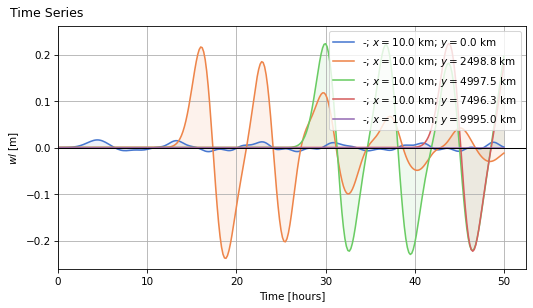 Time Series
wl [m]
0.2
0.1
0.0
−0.1
−0.2
-; x = 10.0 km; y = 0.0 km
-; x = 10.0 km; y = 2498.8 km
-; x = 10.0 km; y = 4997.5 km
-; x = 10.0 km; y = 7496.3 km
-; x = 10.0 km; y = 9995.0 km
0 10 20 30 40 50
Time [hours]